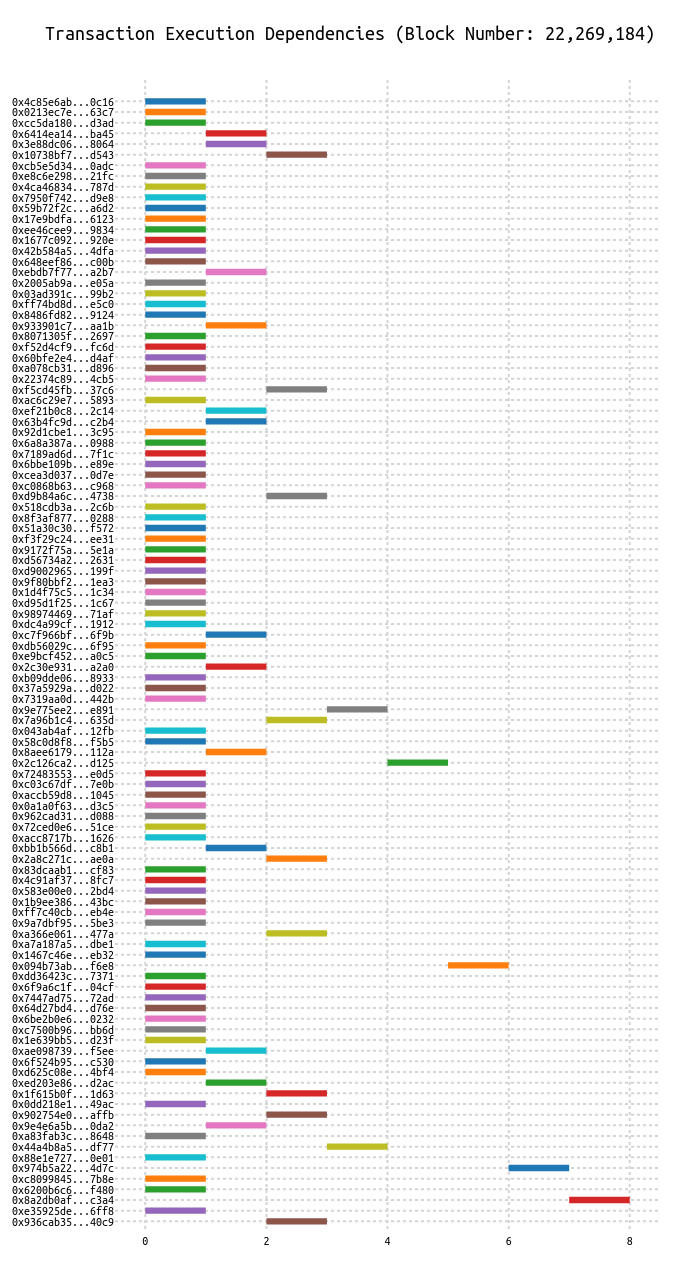 Transaction Execution Dependencies (Block Number: 22,269,184)
0x4c85e6ab...0c16
0x0213ec7e...63c7
0xcc5da180...d3ad
0x6414ea14...ba45
0x3e88dc06...8064
0x10738bf7...d543
0xcb5e5d34...0adc
0xe8c6e298...21fc
0x4ca46834...787d
0x7950f742...d9e8
0x59b72f2c...a6d2
0x17e9bdfa...6123
0xee46cee9...9834
0x1677c092...920e
0x42b584a5...4dfa
0x648eef86...c00b
0xebdb7f77...a2b7
0x2005ab9a...e05a
0x03ad391c...99b2
0xff74bd8d...e5c0
0x8486fd82...9124
0x933901c7...aa1b
0x8071305f...2697
0xf52d4cf9...fc6d
0x60bfe2e4...d4af
0xa078cb31...d896
0x22374c89...4cb5
0xf5cd45fb...37c6
0xac6c29e7...5893
0xef21b0c8...2c14
0x63b4fc9d...c2b4
0x92d1cbe1...3c95
0x6a8a387a...0988
0x7189ad6d...7f1c
0x6bbe109b...e89e
0xcea3d037...0d7e
0xc0868b63...c968
0xd9b84a6c...4738
0x518cdb3a...2c6b
0x8f3af877...0288
0x51a30c30...f572
0xf3f29c24...ee31
0x9172f75a...5e1a
0xd56734a2...2631
0xd9002965...199f
0x9f80bbf2...1ea3
0x1d4f75c5...1c34
0xd95d1f25...1c67
0x98974469...71af
0xdc4a99cf...1912
0xc7f966bf...6f9b
0xdb56029c...6f95
0xe9bcf452...a0c5
0x2c30e931...a2a0
0xb09dde06...8933
0x37a5929a...d022
0x7319aa0d...442b
0x9e775ee2...e891
0x7a96b1c4...635d
0x043ab4af...12fb
0x58c0d8f8...f5b5
0x8aee6179...112a
0x2c126ca2...d125
0x72483553...e0d5
0xc03c67df...7e0b
0xaccb59d8...1045
0x0a1a0f63...d3c5
0x962cad31...d088
0x72ced0e6...51ce
0xacc8717b...1626
0xbb1b566d...c8b1
0x2a8c271c...ae0a
0x83dcaab1...cf83
0x4c91af37...8fc7
0x583e00e0...2bd4
0x1b9ee386...43bc
0xff7c40cb...eb4e
0x9a7dbf95...5be3
0xa366e061...477a
0xa7a187a5...dbe1
0x1467c46e...eb32
0x094b73ab...f6e8
0xdd36423c...7371
0x6f9a6c1f...04cf
0x7447ad75...72ad
0x64d27bd4...d76e
0x6be2b0e6...0232
0xc7500b96...bb6d
0x1e639bb5...d23f
0xae098739...f5ee
0x6f524b95...c530
0xd625c08e...4bf4
0xed203e86...d2ac
0x1f615b0f...1d63
0x0dd218e1...49ac
0x902754e0...affb
0x9e4e6a5b...0da2
0xa83fab3c...8648
0x44a4b8a5...df77
0x88e1e727...0e01
0x974b5a22...4d7c
0xc8099845...7b8e
0x6200b6c6...f480
0x8a2db0af...c3a4
0xe35925de...6ff8
0x936cab35...40c9
0 2 4 6 8